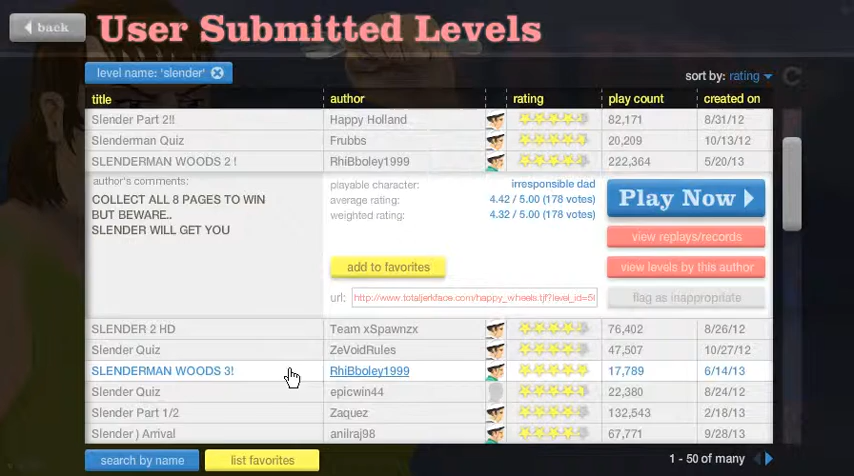 back
User Submitted Levels
level name: 'slender'
sort by: rating
title author rating play count created on
Slender Part 2!! Happy Holland 82,171 8/31/12
Slenderman Quiz Frubbs 20,209 10/13/12
SLENDERMAN WOODS 2 ! RhiBboley1999 222,364 5/20/13
author's comments:
COLLECT ALL 8 PAGES TO WIN
BUT BEWARE..
SLENDER WILL GET YOU
playable character: irresponsible dad
average rating: 4.42 / 5.00 (178 votes)
weighted rating: 4.32 / 5.00 (178 votes)
Play Now
view replays/records
add to favorites
view levels by this author
url: http://www.totaljerkface.com/happy_wheels.tjf?level_id=5
flag as inappropriate
SLENDER 2 HD Team xSpawnzx 76,402 8/26/12
Slender Quiz ZeVoidRules 47,507 10/27/12
SLENDERMAN WOODS 3! RhiBboley1999 17,789 6/14/13
Slender Quiz epicwin44 22,380 8/24/12
Slender Part 1/2 Zaquez 132,543 2/18/13
Slender ) Arrival anilraj98 67,771 9/28/13
search by name
list favorites
1 - 50 of many